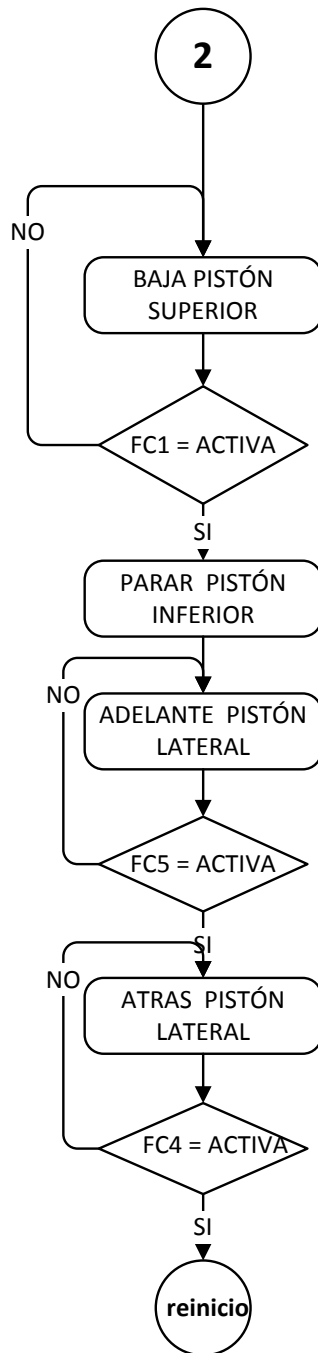 2
NO
BAJA PISTÓN
SUPERIOR
FC1 = ACTIVA
SI
PARAR PISTÓN
INFERIOR
NO
ADELANTE PISTÓN
LATERAL
FC5 = ACTIVA
SI
NO
ATRAS PISTÓN
LATERAL
FC4 = ACTIVA
SI
reinicio